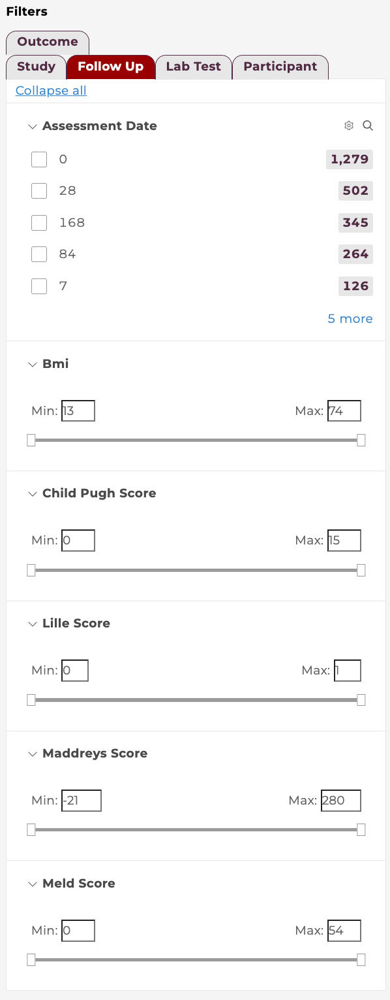 Filters
Outcome
Study Follow Up Lab Test Participant
Collapse all
Assessment Date
0 1,279
28 502
168 345
84 264
7 126
5 more
Bmi
Min: 13 Max: 74
Child Pugh Score
Min: 0 Max: 15
Lille Score
Min: 0 Max: 1
Maddreys Score
Min: -21 Max: 280
Meld Score
Min: 0 Max: 54